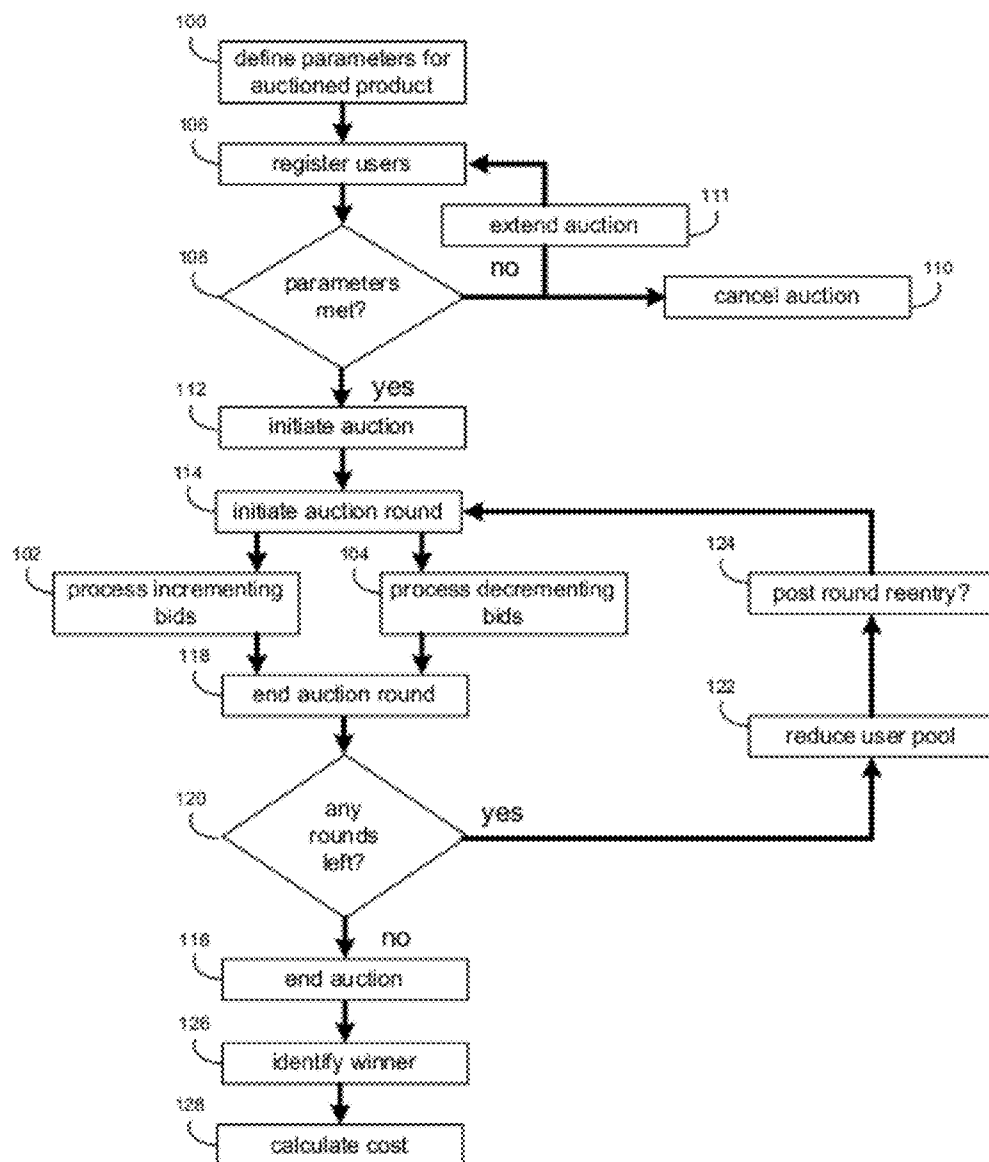 100
define parameters for
auctioned product
106
register users
111
extend auction
108
parameters
met?
no
110
cancel auction
yes
112
initiate auction
114
initiate auction round
102
process incrementing
bids
104
process decrementing
bids
124
post round reentry?
118
end auction round
122
reduce user pool
120
any
rounds
left?
yes
no
116
end auction
126
identify winner
128
calculate cost